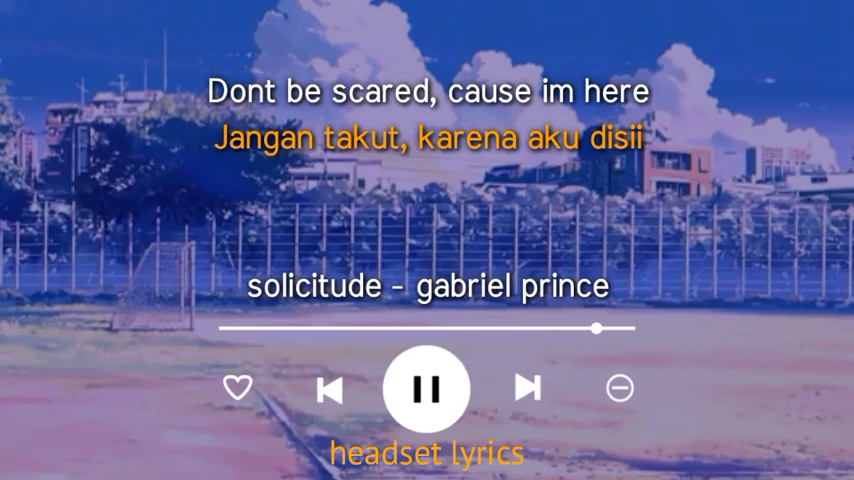 Dont be scared, cause im here
Jangan takut, karena aku disii
solicitude - gabriel prince
headset lyrics